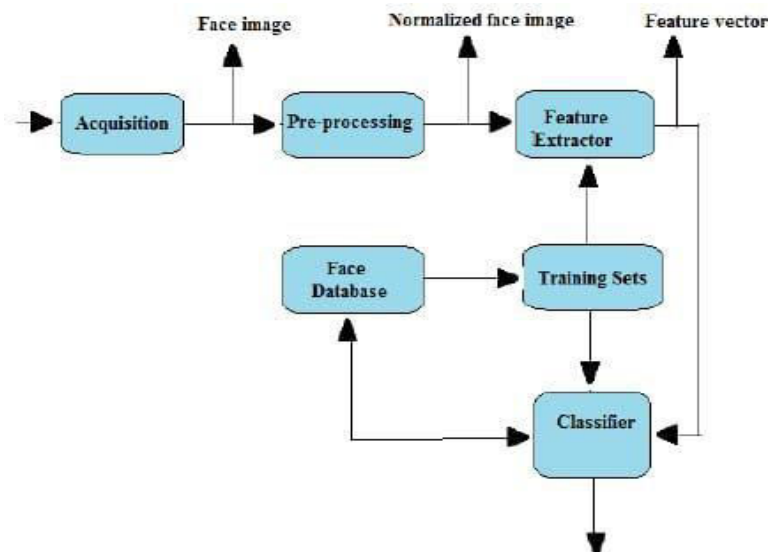 Face image
Normalized face image
Feature vector
Acquisition
Pre-processing
Feature
Extractor
Face
Database
Training Sets
Classifier